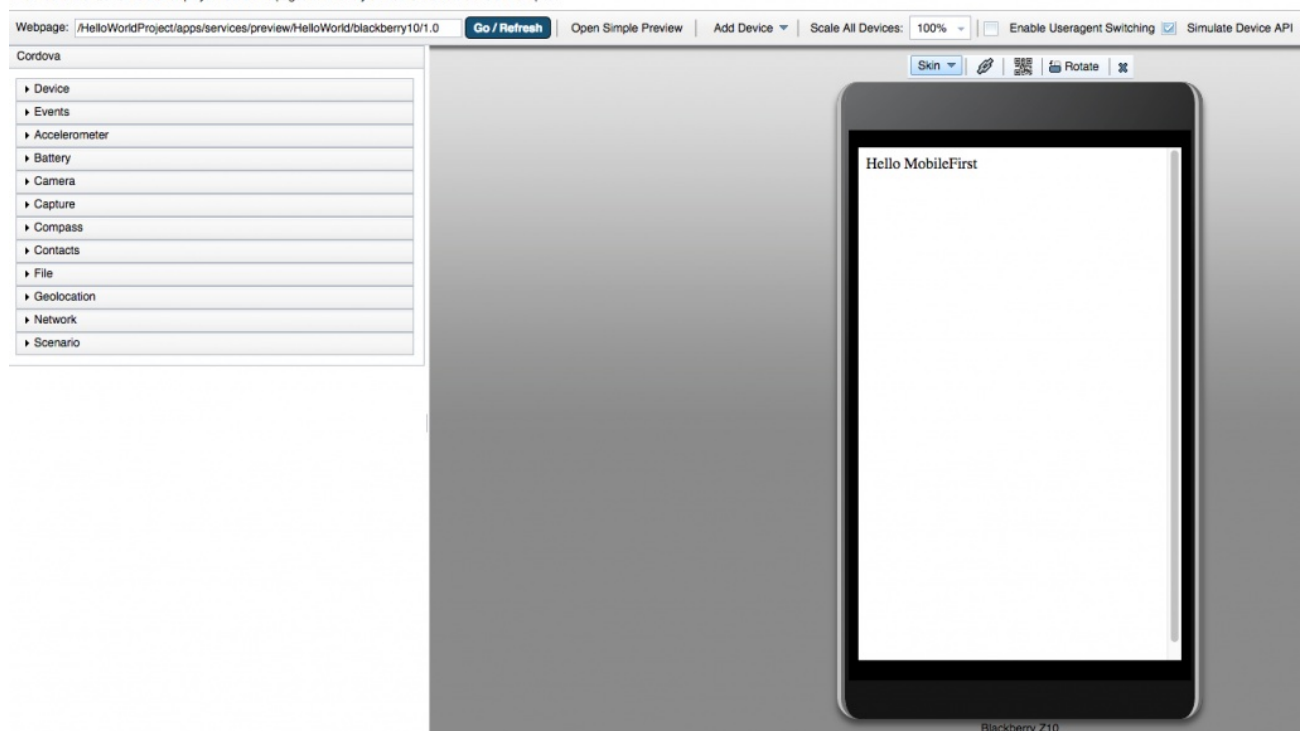 Webpage: /HelloWorldProject/apps/services/preview/HelloWorld/blackberry10/1.0 Go / Refresh Open Simple Preview Add Device Scale All Devices: 100% Enable Useragent Switching Simulate Device API
Cordova
Skin Rotate
Device
Events
Accelerometer
Battery
Camera
Capture
Compass
Contacts
File
Geolocation
Network
Scenario
Hello MobileFirst
Blackberry Z10